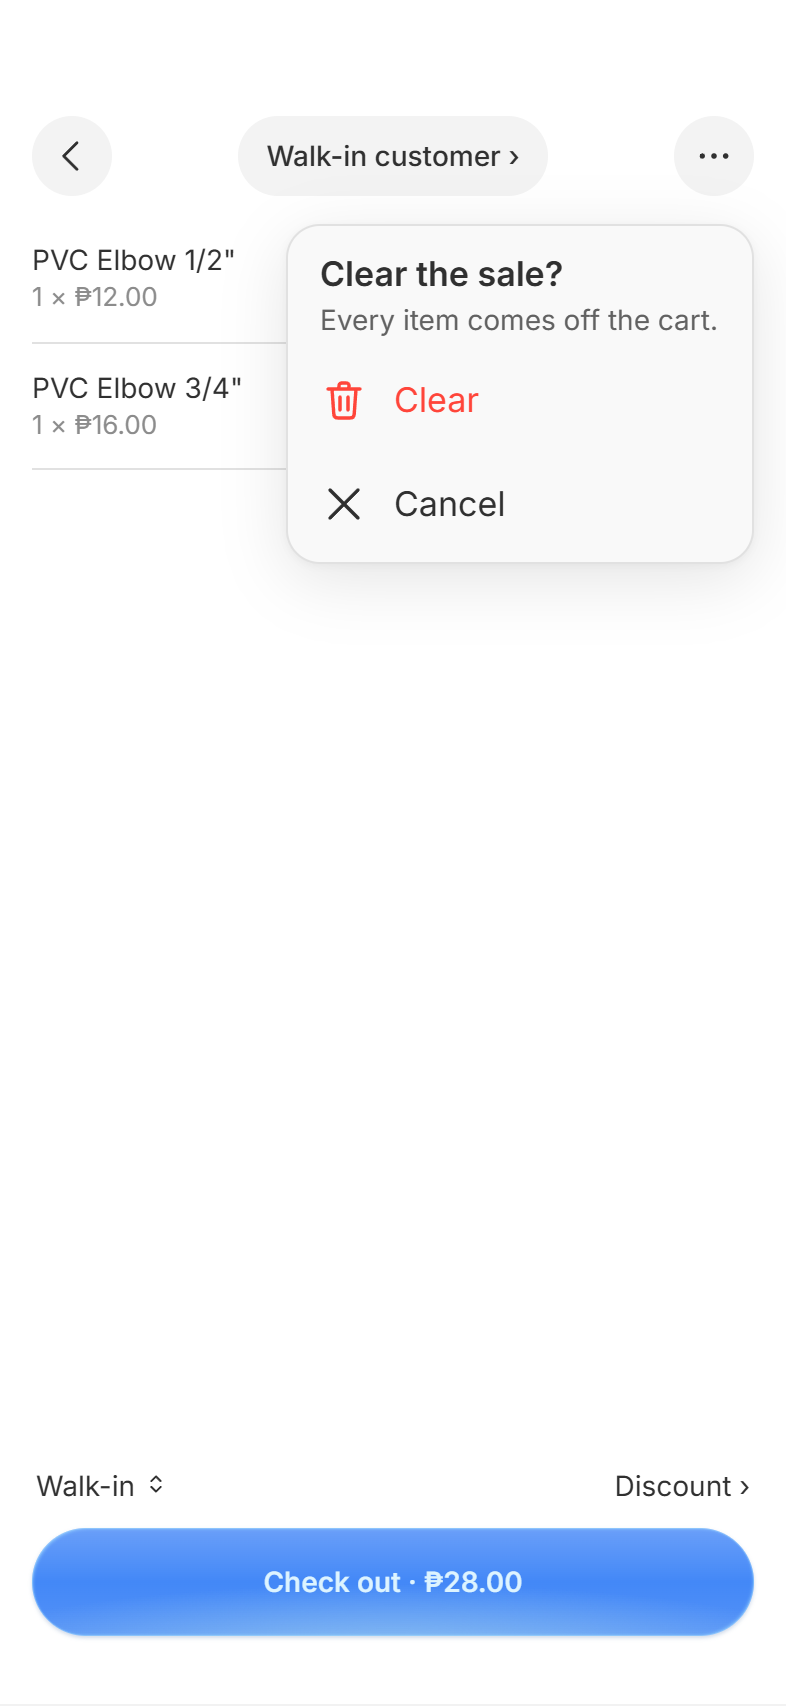 Walk-in customer ›
PVC Elbow 1/2"
1 × ₱12.00
PVC Elbow 3/4"
1 × ₱16.00
Clear the sale?
Every item comes off the cart.
Clear
Cancel
Walk-in
Discount ›
Check out · ₱28.00